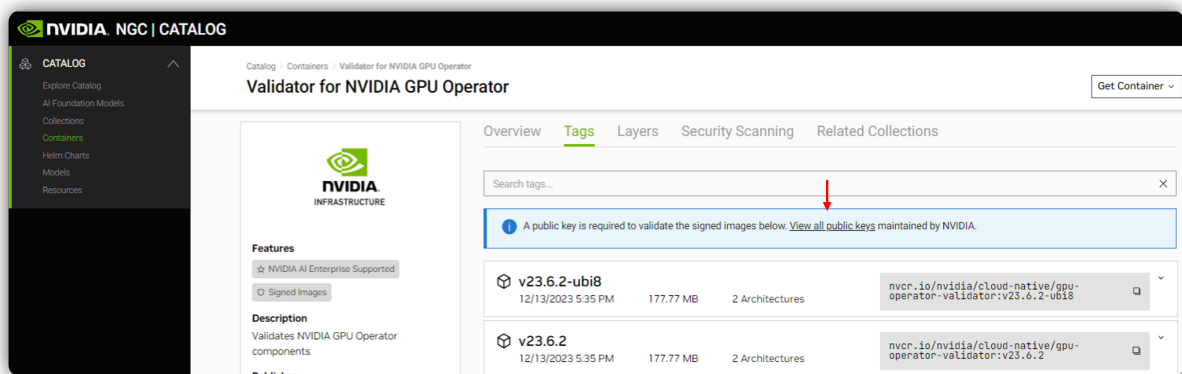 NVIDIA. NGC | CATALOG
CATALOG
Explore Catalog
AI Foundation Models
Collections
Containers
Helm Charts
Models
Resources
Catalog > Containers > Validator for NVIDIA GPU Operator
Validator for NVIDIA GPU Operator
Get Container
NVIDIA.
INFRASTRUCTURE
Features
NVIDIA AI Enterprise Supported
Signed Images
Description
Validates NVIDIA GPU Operator
components
Overview Tags Layers Security Scanning Related Collections
Search tags...
A public key is required to validate the signed images below. View all public keys maintained by NVIDIA.
v23.6.2-ubi8
12/13/2023 5:35 PM 177.77 MB 2 Architectures
nvcr.io/nvidia/cloud-native/gpu-
operator-validator:v23.6.2-ubi8
v23.6.2
12/13/2023 5:35 PM 177.77 MB 2 Architectures
nvcr.io/nvidia/cloud-native/gpu-
operator-validator:v23.6.2